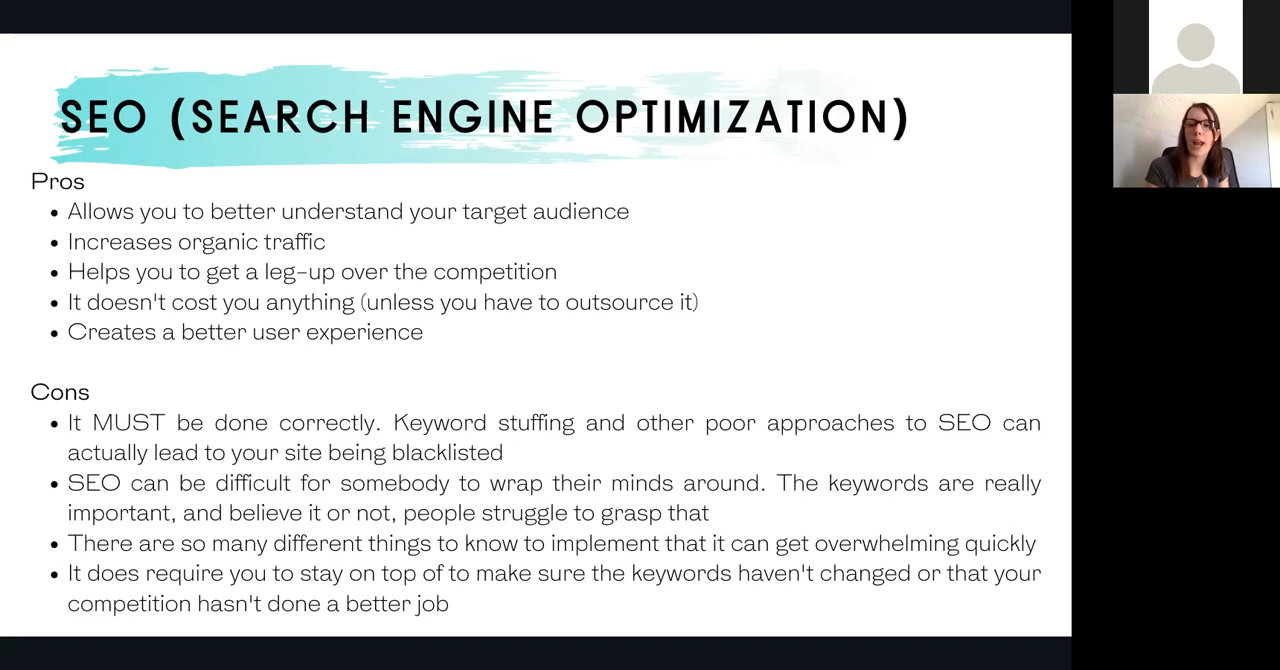 SEO (SEARCH ENGINE OPTIMIZATION)
Pros
• Allows you to better understand your target audience
• Increases organic traffic
• Helps you to get a leg-up over the competition
• It doesn't cost you anything (unless you have to outsource it)
• Creates a better user experience
Cons
• It MUST be done correctly. Keyword stuffing and other poor approaches to SEO can
actually lead to your site being blacklisted
• SEO can be difficult for somebody to wrap their minds around. The keywords are really
important, and believe it or not, people struggle to grasp that
• There are so many different things to know to implement that it can get overwhelming quickly
• It does require you to stay on top of to make sure the keywords haven't changed or that your
competition hasn't done a better job